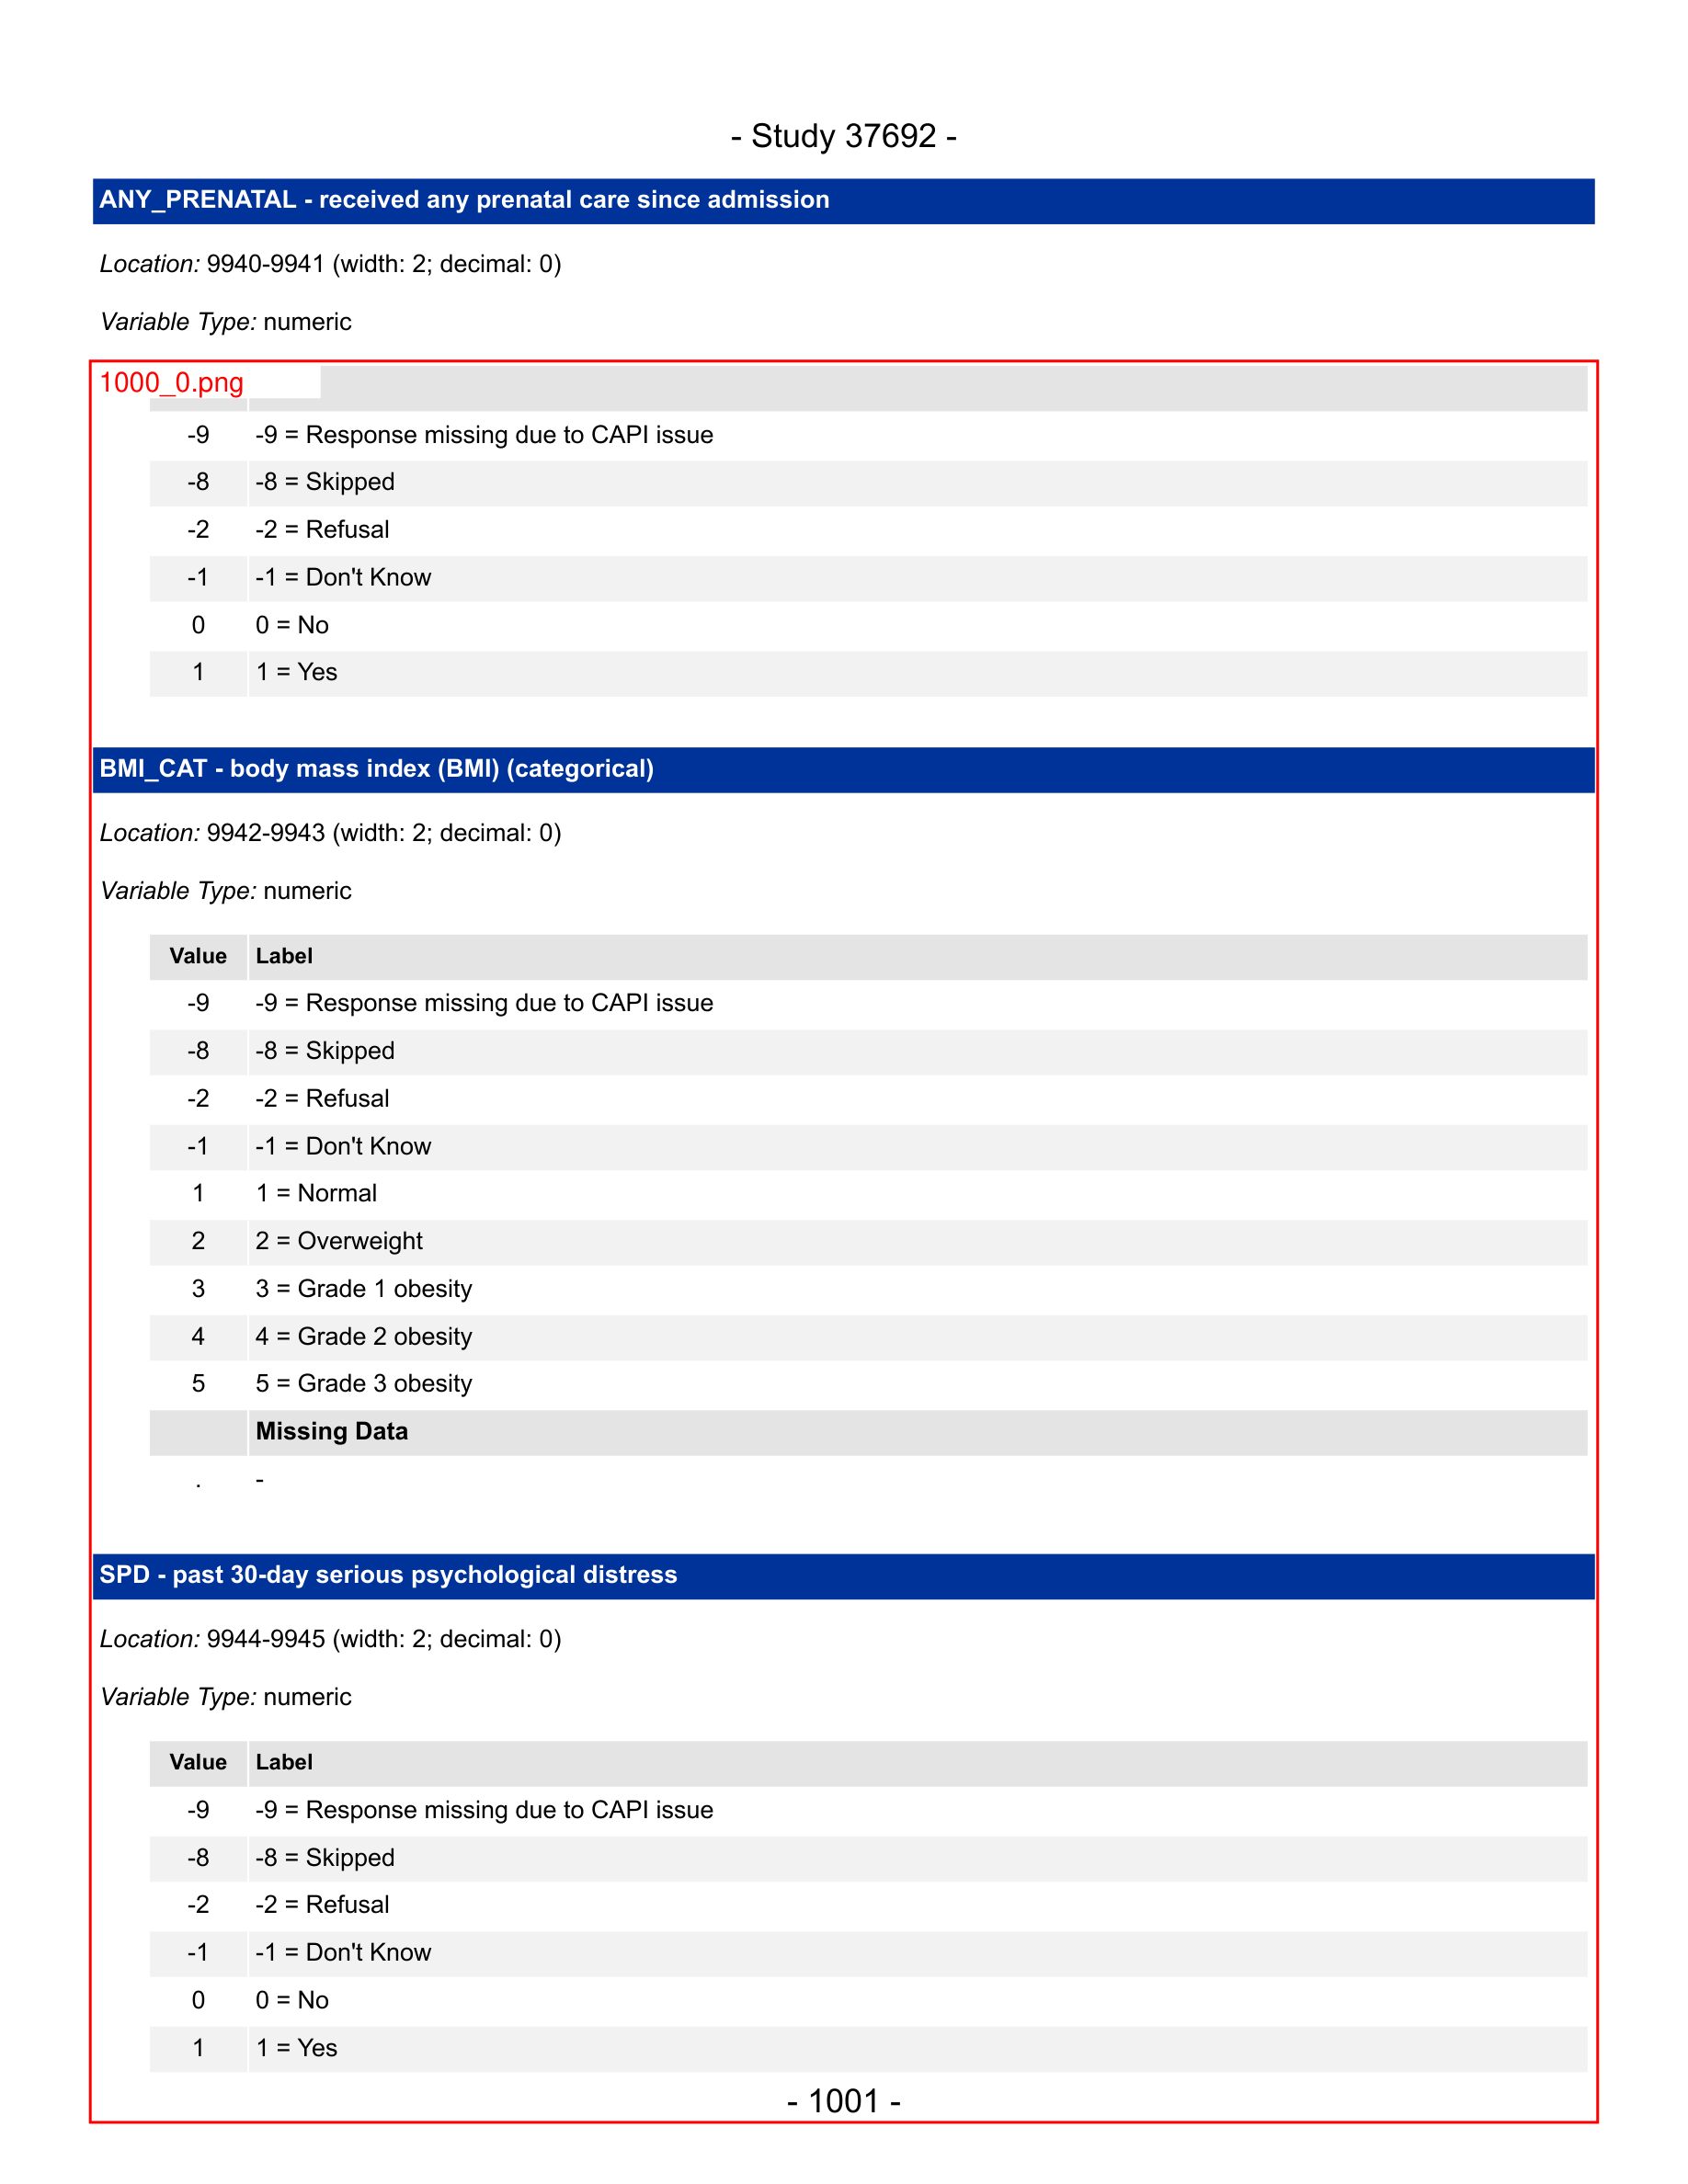 - Study 37692 -
ANY_PRENATAL - received any prenatal care since admission
Location: 9940-9941 (width: 2; decimal: 0)
Variable Type: numeric
1000_0.png
-9 -9 = Response missing due to CAPI issue
-8 -8 = Skipped
-2 -2 = Refusal
-1 -1 = Don't Know
0 0 = No
1 1 = Yes
BMI_CAT - body mass index (BMI) (categorical)
Location: 9942-9943 (width: 2; decimal: 0)
Variable Type: numeric
Value Label
-9 -9 = Response missing due to CAPI issue
-8 -8 = Skipped
-2 -2 = Refusal
-1 -1 = Don't Know
1 1 = Normal
2 2 = Overweight
3 3 = Grade 1 obesity
4 4 = Grade 2 obesity
5 5 = Grade 3 obesity
Missing Data
. -
SPD - past 30-day serious psychological distress
Location: 9944-9945 (width: 2; decimal: 0)
Variable Type: numeric
Value Label
-9 -9 = Response missing due to CAPI issue
-8 -8 = Skipped
-2 -2 = Refusal
-1 -1 = Don't Know
0 0 = No
1 1 = Yes
- 1001 -